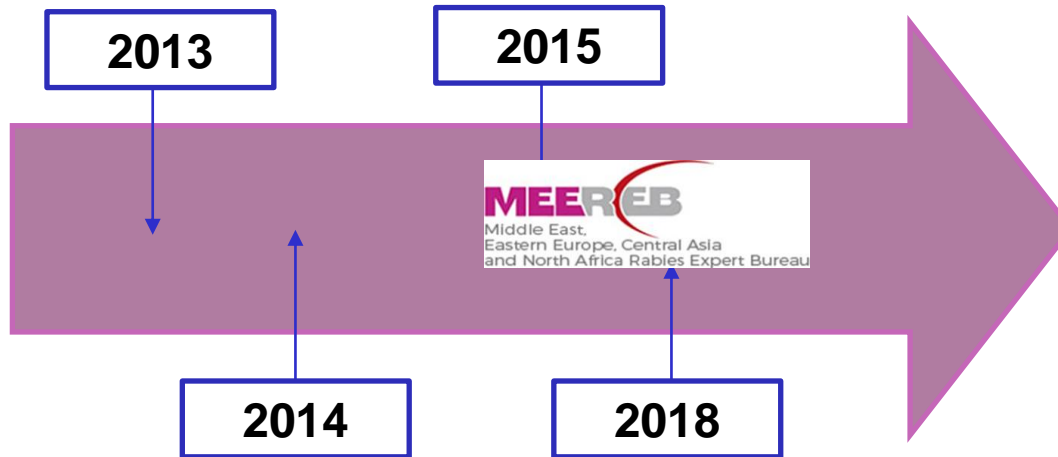 2013
2015
MEEREB
Middle East,
Eastern Europe, Central Asia
and North Africa Rabies Expert Bureau
2014
2018